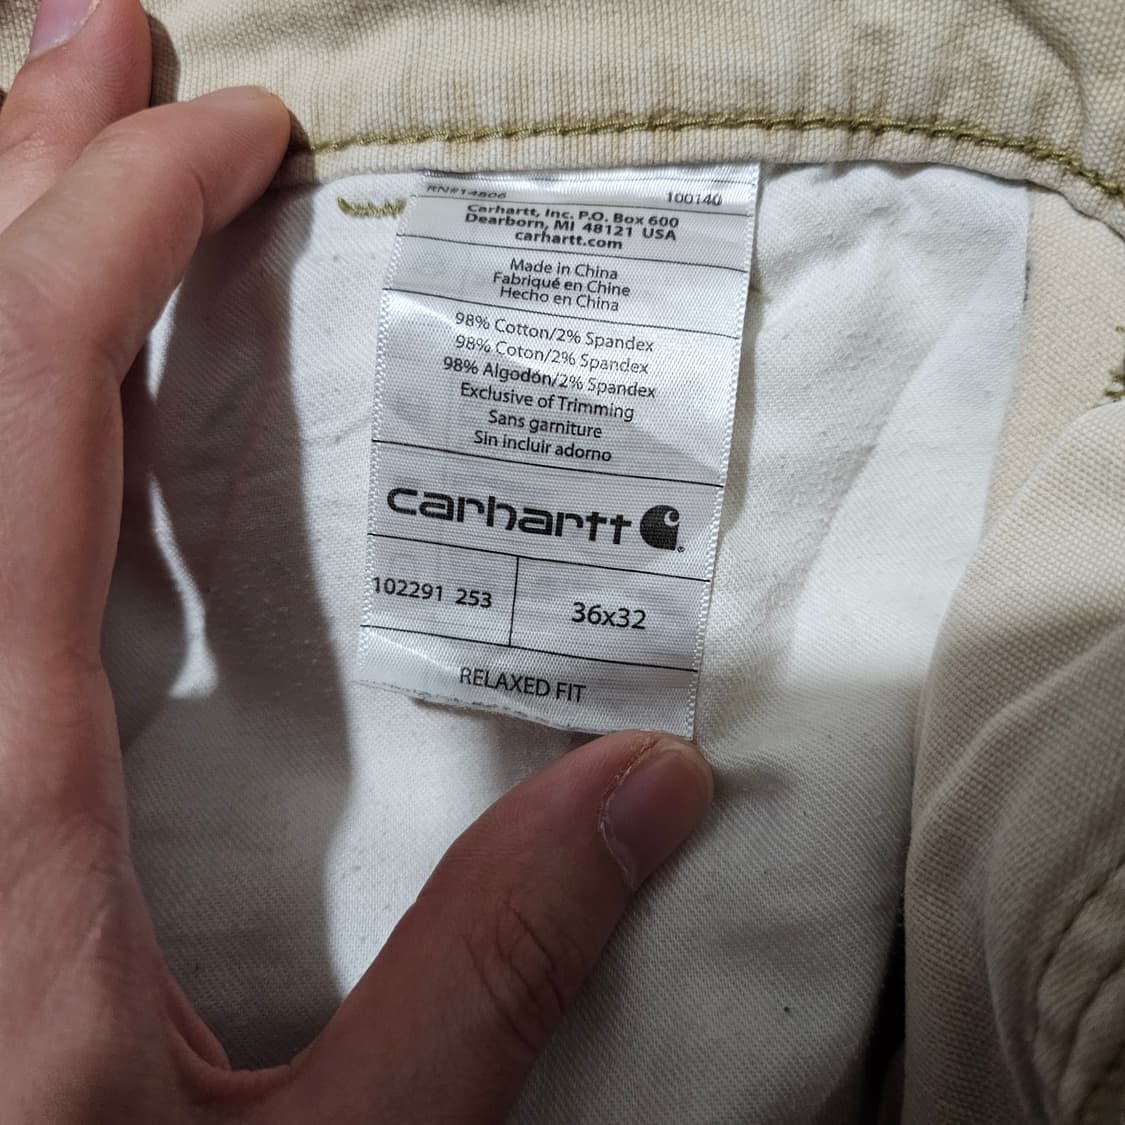 RN#14806 100140
Carhartt, Inc. P.O. Box 600
Dearborn, MI 48121 USA
carhartt.com
Made in China
Fabriqué en Chine
Hecho en China
98% Cotton/2% Spandex
98% Coton/2% Spandex
98% Algodón/2% Spandex
Exclusive of Trimming
Sans garniture
Sin incluir adorno
carhartt
102291 253 36x32
RELAXED FIT